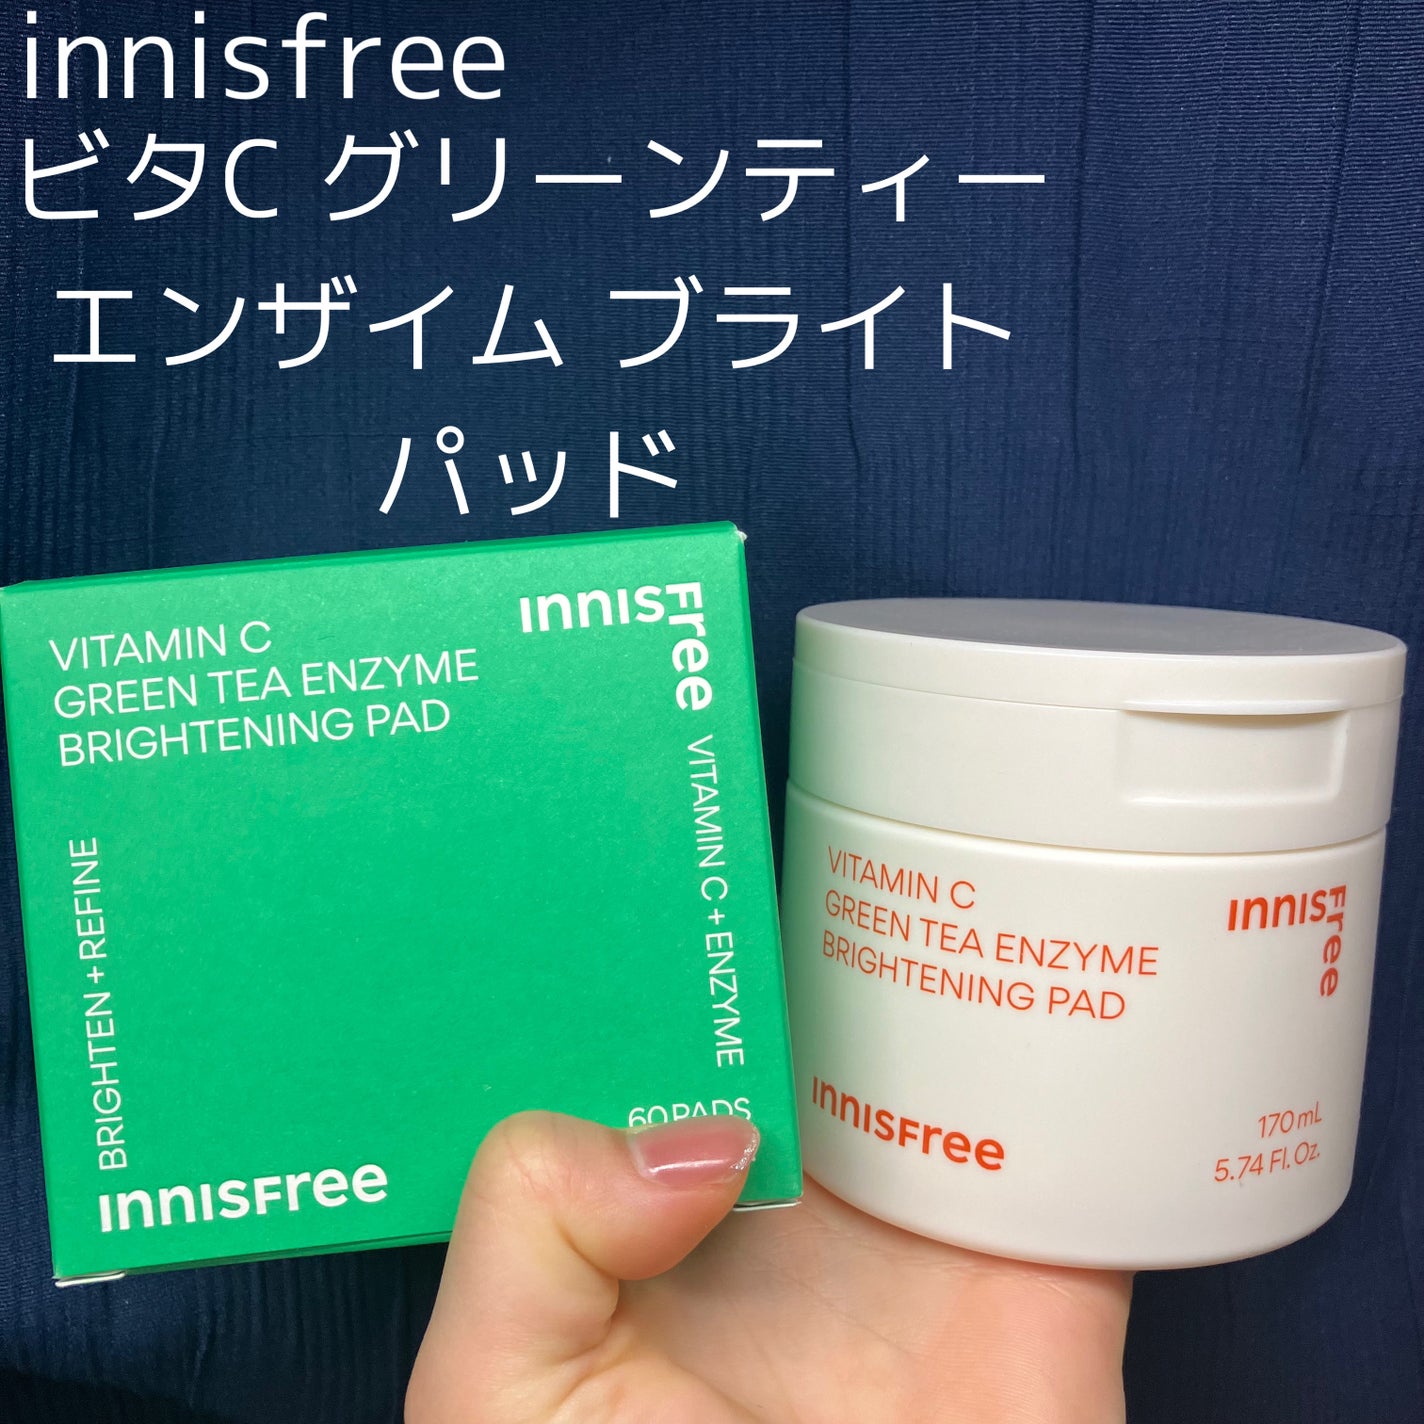 innisfree
ビタC グリーンティー
エンザイム ブライト
パッド
VITAMIN C
GREEN TEA ENZYME
BRIGHTENING PAD
INNISFree
VITAMIN C + ENZYME
BRIGHTEN + REFINE
60 PADS
INNISFree
VITAMIN C
GREEN TEA ENZYME
BRIGHTENING PAD
INNISFree
INNISFree
170 mL
5.74 Fl. Oz.